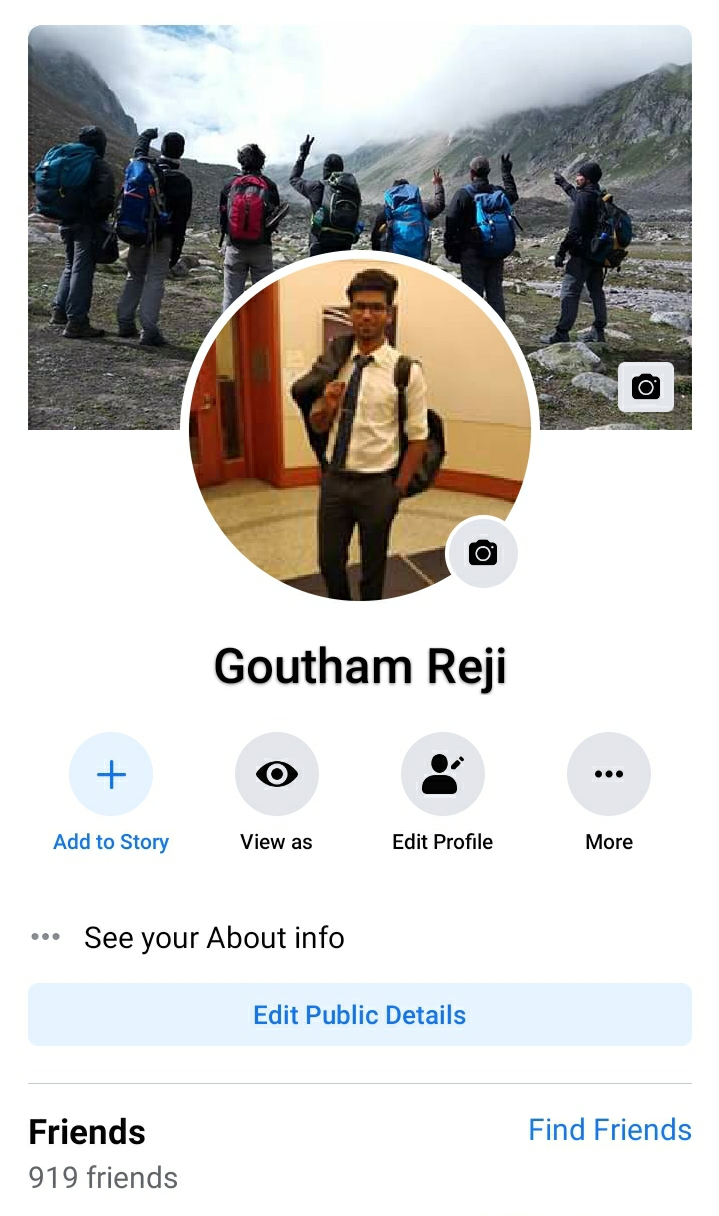 Goutham Reji
Add to Story
View as
Edit Profile
More
See your About info
Edit Public Details
Friends
Find Friends
919 friends